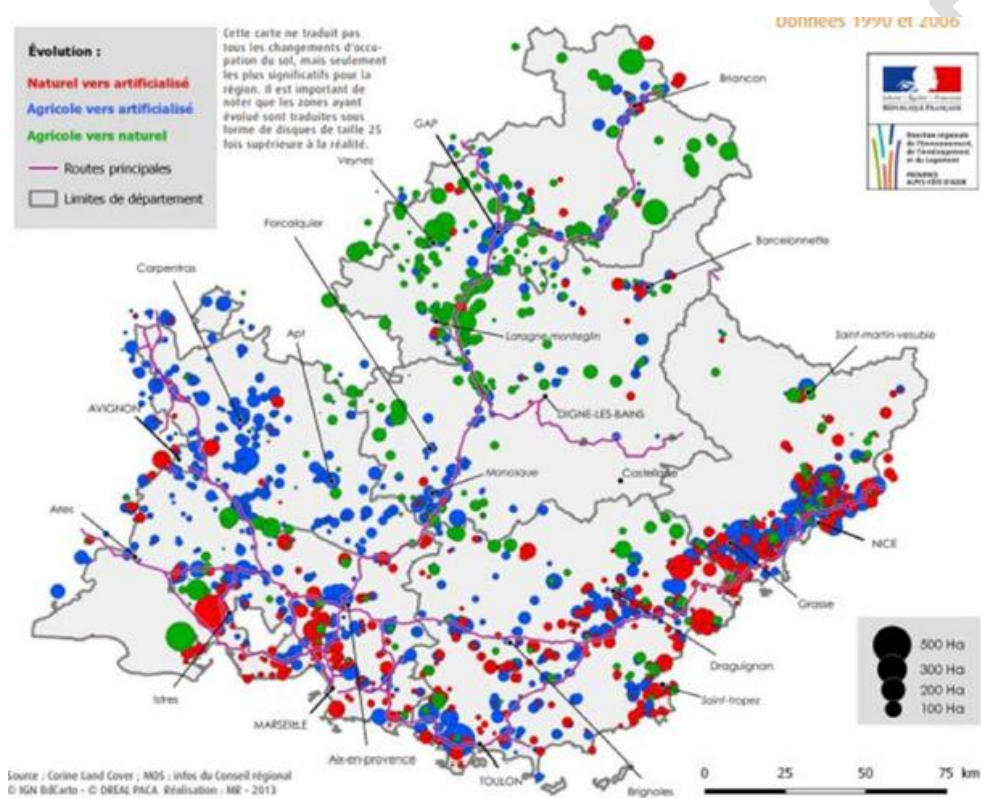 Données 1990 et 2006
Évolution :
Naturel vers artificialisé
Agricole vers artificialisé
Agricole vers naturel
Routes principales
Limites de département
Cette carte ne traduit pas
tous les changements d'occu-
pation du sol, mais seulement
les plus significatifs pour la
région. Il est important de
noter que les zones ayant
évolué sont traduites sous
forme de disques de taille 25
fois supérieure à la réalité.
RÉPUBLIQUE FRANÇAISE
Direction régionale
de l'Environnement,
de l'Aménagement
et du Logement
PROVENCE
ALPES-CÔTE D'AZUR
Briancon
GAP
Veynes
Forcalquier
Barcelonnette
Carpentras
Apt
Laragne-monteglin
Saint-martin-vesubie
AVIGNON
DIGNE-LES-BAINS
Manosque
Castellane
Arles
NICE
Grasse
Draguignan
Saint-tropez
Istres
MARSEILLE
Aix-en-provence
TOULON
Brignoles
500 Ha
300 Ha
200 Ha
100 Ha
0 25 50 75 km
Source : Corine Land Cover ; MOS : infos du Conseil régional
© IGN BdCarto - © DREAL PACA Réalisation : MR - 2013